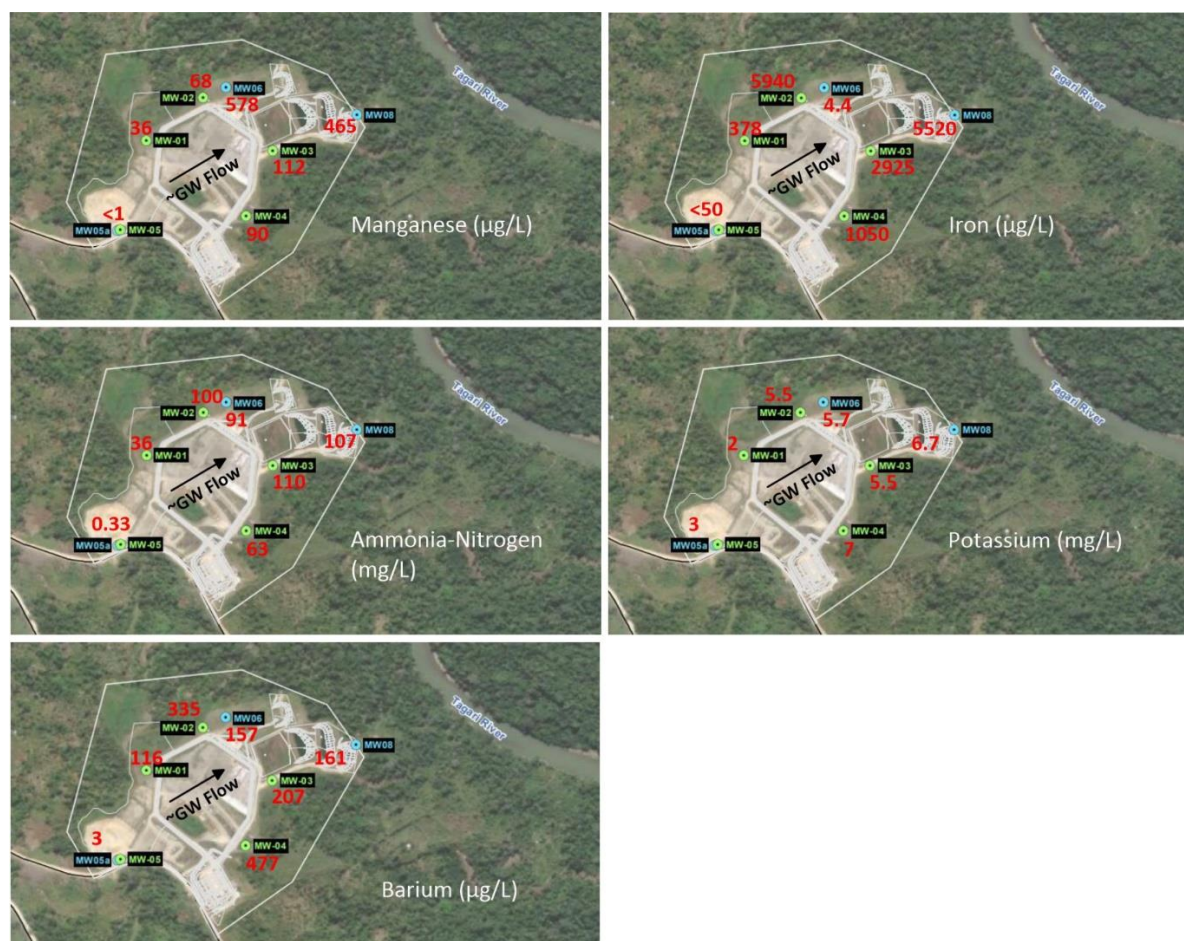 Tagari River
68
MW06
MW-02
578
MW08
465
36
MW-01
MW-03
112
~GW Flow
<1
MW-04
MW05a
MW-05
90
Manganese (µg/L)
Tagari River
5940
MW06
MW-02
4.4
MW08
5520
378
MW-01
MW-03
2925
~GW Flow
<50
MW-04
MW05a
MW-05
1050
Iron (µg/L)
Tagari River
100
MW06
MW-02
91
MW08
107
36
MW-01
MW-03
110
~GW Flow
0.33
MW-04
MW05a
MW-05
63
Ammonia-Nitrogen
(mg/L)
Tagari River
5.5
MW06
MW-02
5.7
MW08
6.7
2
MW-01
MW-03
5.5
~GW Flow
3
MW-04
MW05a
MW-05
7
Potassium (mg/L)
Tagari River
335
MW06
MW-02
157
MW08
161
116
MW-01
MW-03
207
~GW Flow
3
MW-04
MW05a
MW-05
477
Barium (µg/L)